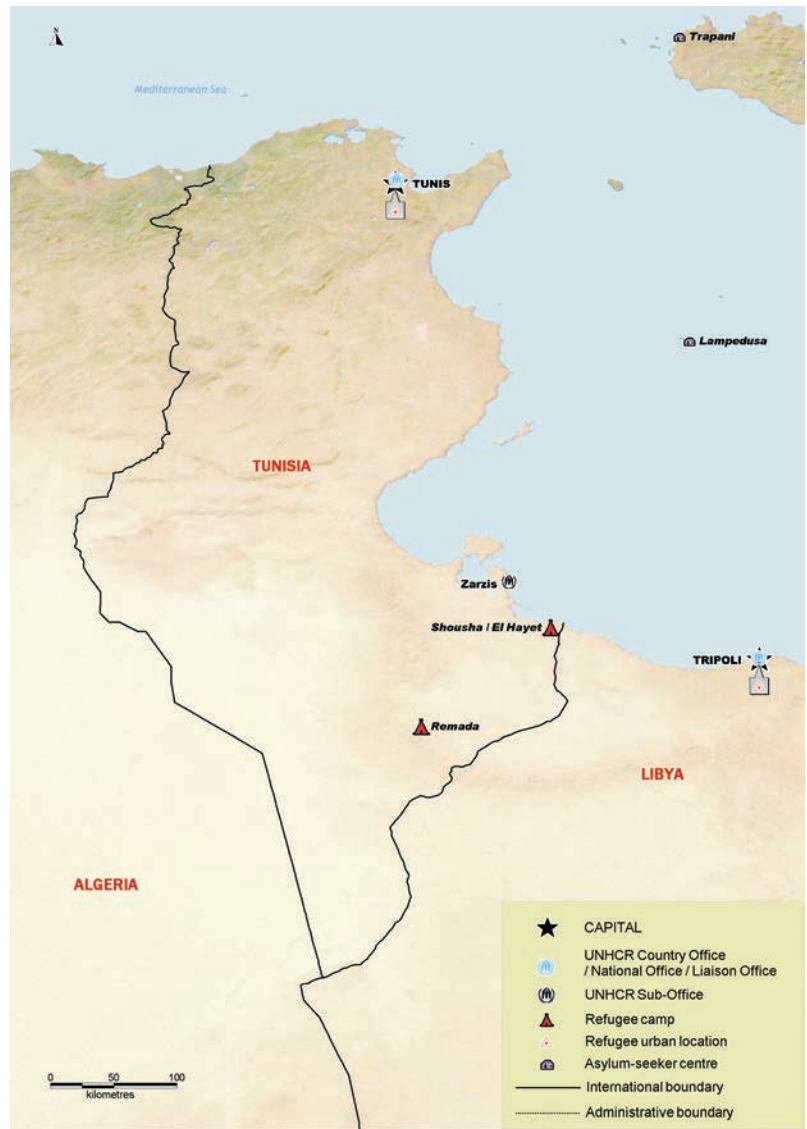 N
Trapani
Mediterranean Sea
TUNIS
Lampedusa
TUNISIA
Zarzis
Shousha / El Hayet
TRIPOLI
Remada
LIBYA
ALGERIA
CAPITAL
UNHCR Country Office
/ National Office / Liaison Office
UNHCR Sub-Office
Refugee camp
Refugee urban location
Asylum-seeker centre
International boundary
Administrative boundary
0 50 100
kilometres